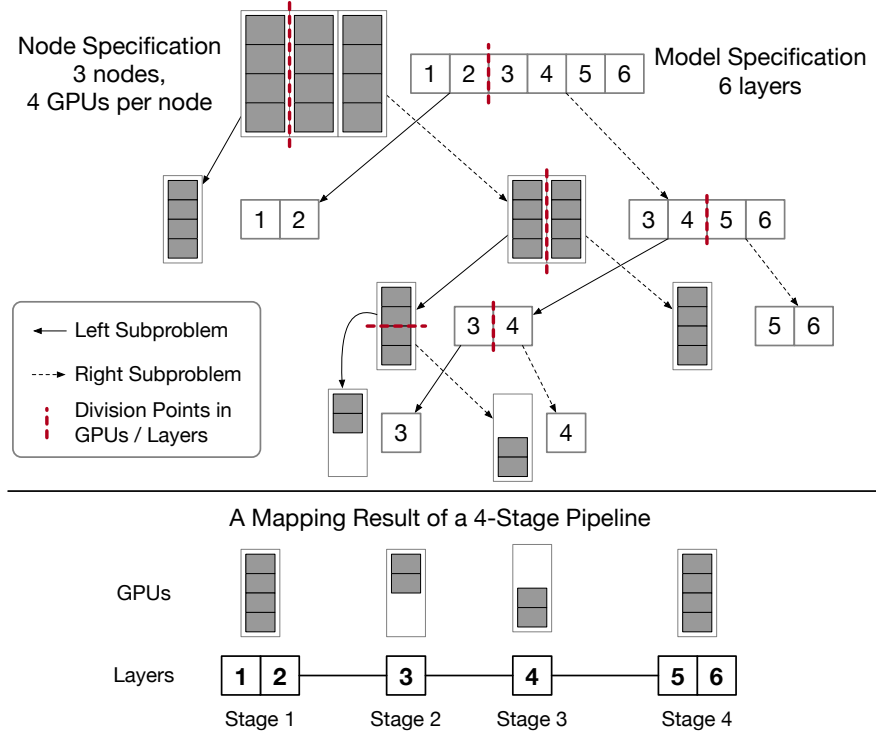 Node Specification
3 nodes,
4 GPUs per node
1 2 3 4 5 6
Model Specification
6 layers
1 2
3 4 5 6
3 4
5 6
Left Subproblem
Right Subproblem
Division Points in
GPUs / Layers
3
4
A Mapping Result of a 4-Stage Pipeline
GPUs
Layers
1 2 3 4 5 6
Stage 1 Stage 2 Stage 3 Stage 4